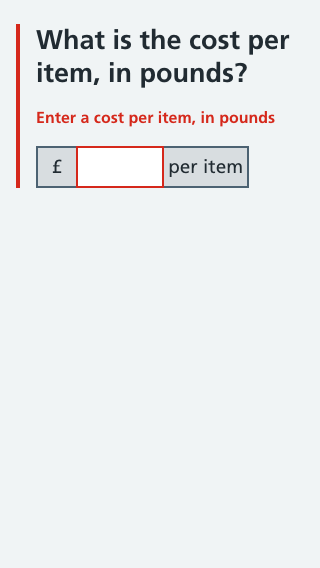 What is the cost per
item, in pounds?
Enter a cost per item, in pounds
£ per item